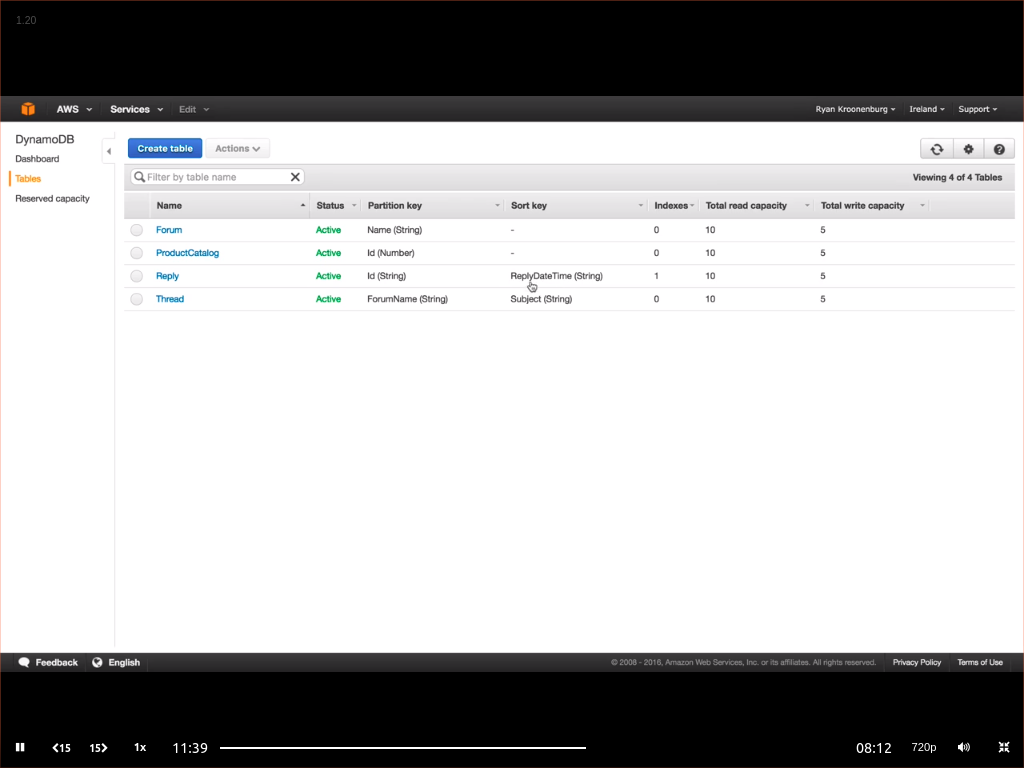 1.20
AWS Services Edit Ryan Kroonenburg Ireland Support
DynamoDB
Dashboard
Tables
Reserved capacity
Create table Actions
Filter by table name Viewing 4 of 4 Tables
Name Status Partition key Sort key Indexes Total read capacity Total write capacity
Forum Active Name (String) - 0 10 5
ProductCatalog Active Id (Number) - 0 10 5
Reply Active Id (String) ReplyDateTime (String) 1 10 5
Thread Active ForumName (String) Subject (String) 0 10 5
Feedback English © 2008 - 2016, Amazon Web Services, Inc. or its affiliates. All rights reserved. Privacy Policy Terms of Use
15 15 1x 11:39 08:12 720p